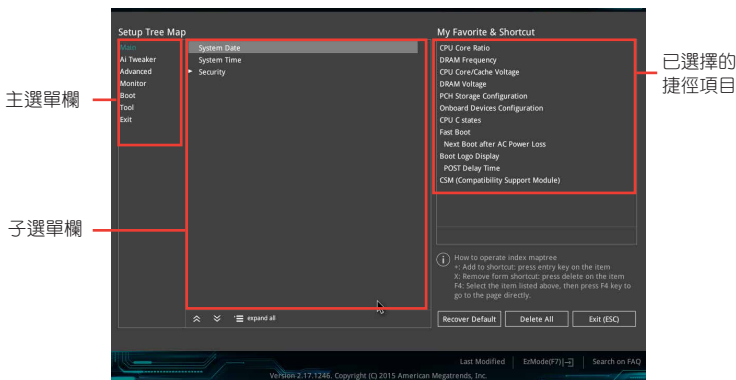 Setup Tree Map
My Favorite & Shortcut
Main
Ai Tweaker
Advanced
Monitor
Boot
Tool
Exit
System Date
System Time
Security
CPU Core Ratio
DRAM Frequency
CPU Core/Cache Voltage
DRAM Voltage
PCH Storage Configuration
Onboard Devices Configuration
CPU C states
Fast Boot
Next Boot after AC Power Loss
Boot Logo Display
POST Delay Time
CSM (Compatibility Support Module)
主選單欄
子選單欄
已選擇的
捷徑項目
How to operate index maptree
+: Add to shortcut: press entry key on the item
X: Remove form shortcut: press delete on the item
F4: Select the item listed above, then press F4 key to
go to the page directly.
expand all
Recover Default
Delete All
Exit (ESC)
Last Modified
EzMode(F7)
Search on FAQ
Version 2.17.1246. Copyright (C) 2015 American Megatrends, Inc.